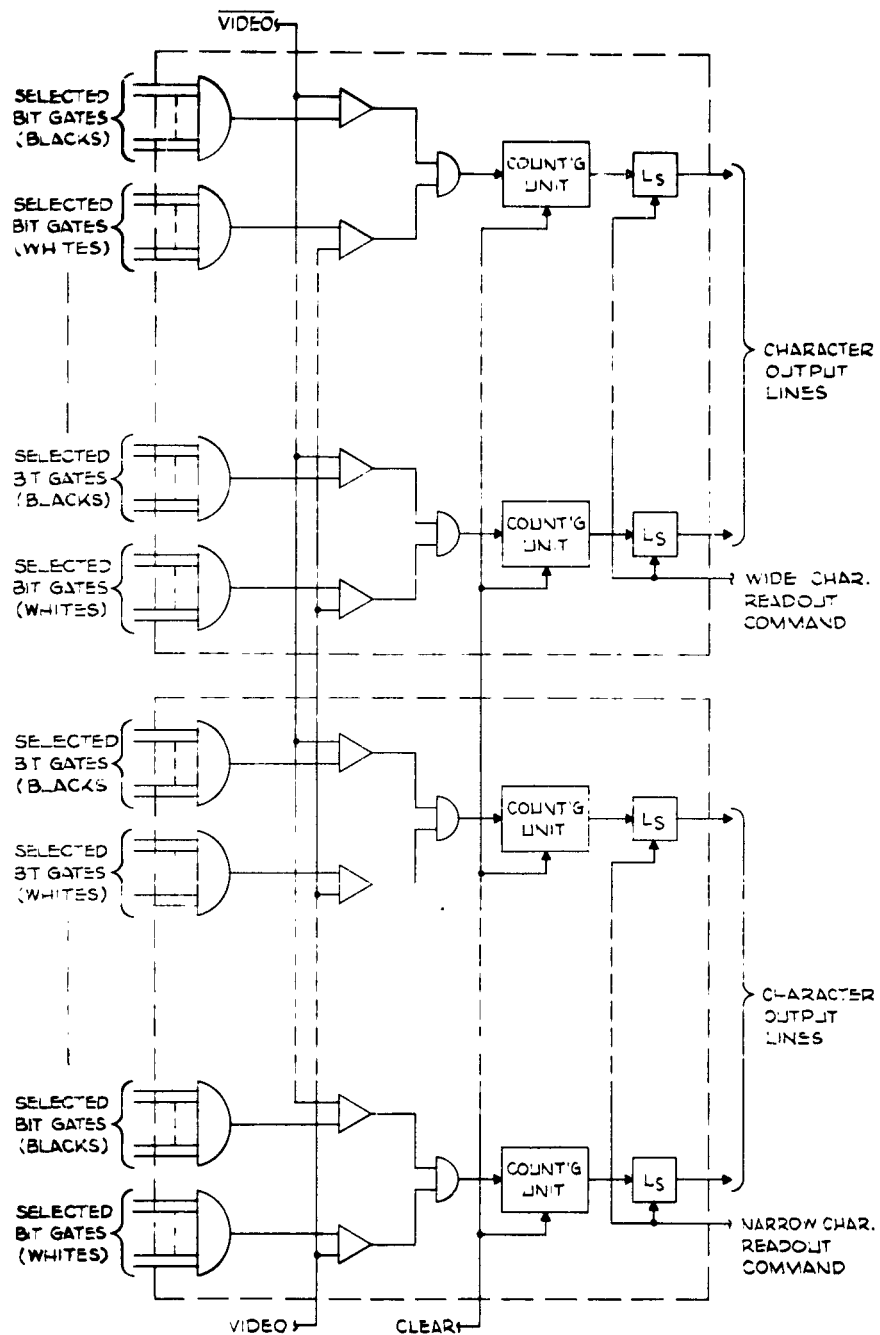 VIDEO
SELECTED
BIT GATES
(BLACKS)
COUNT'G
UNIT
LS
SELECTED
BIT GATES
(WHITES)
CHARACTER
OUTPUT
LINES
SELECTED
BIT GATES
(BLACKS)
COUNT'G
UNIT
LS
SELECTED
BIT GATES
(WHITES)
WIDE CHAR.
READOUT
COMMAND
SELECTED
BIT GATES
(BLACKS
COUNT'G
UNIT
LS
SELECTED
BIT GATES
(WHITES)
CHARACTER
OUTPUT
LINES
SELECTED
BIT GATES
(BLACKS)
COUNT'G
UNIT
LS
SELECTED
BIT GATES
(WHITES)
NARROW CHAR.
READOUT
COMMAND
VIDEO
CLEAR